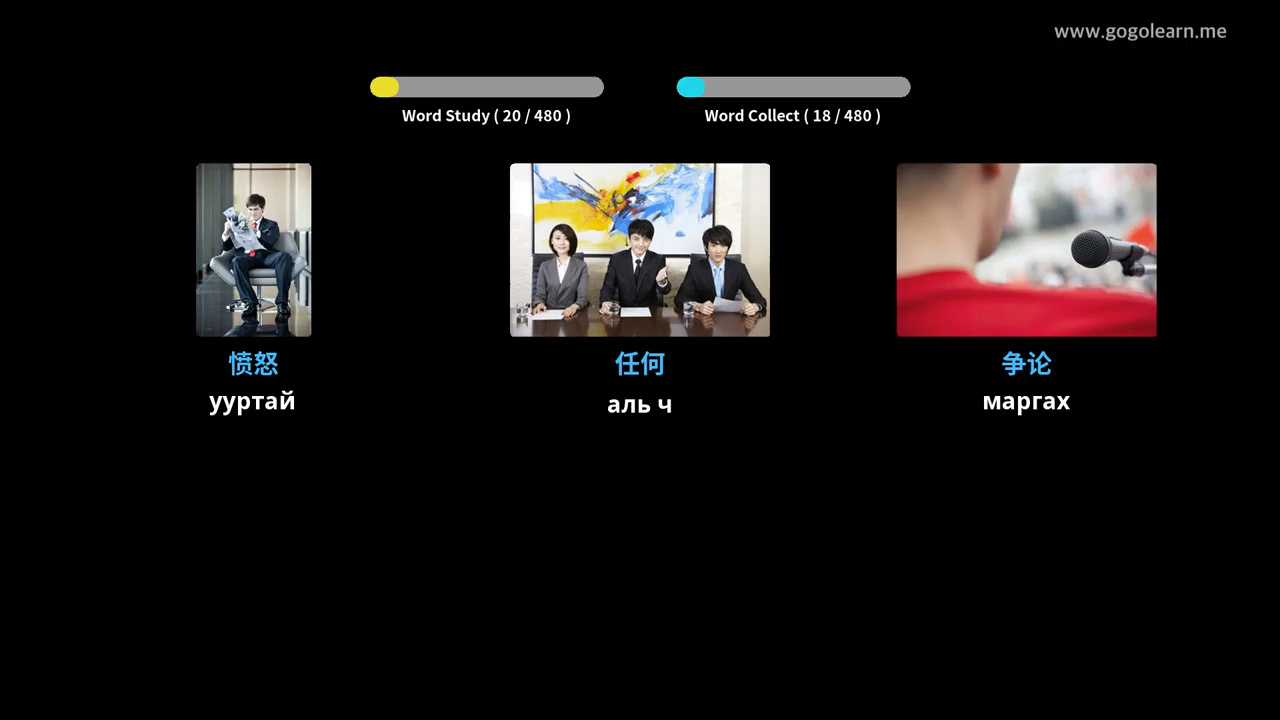 www.gogolearn.me
Word Study ( 20 / 480 )
Word Collect ( 18 / 480 )
愤怒
ууртай
任何
аль ч
争论
маргах